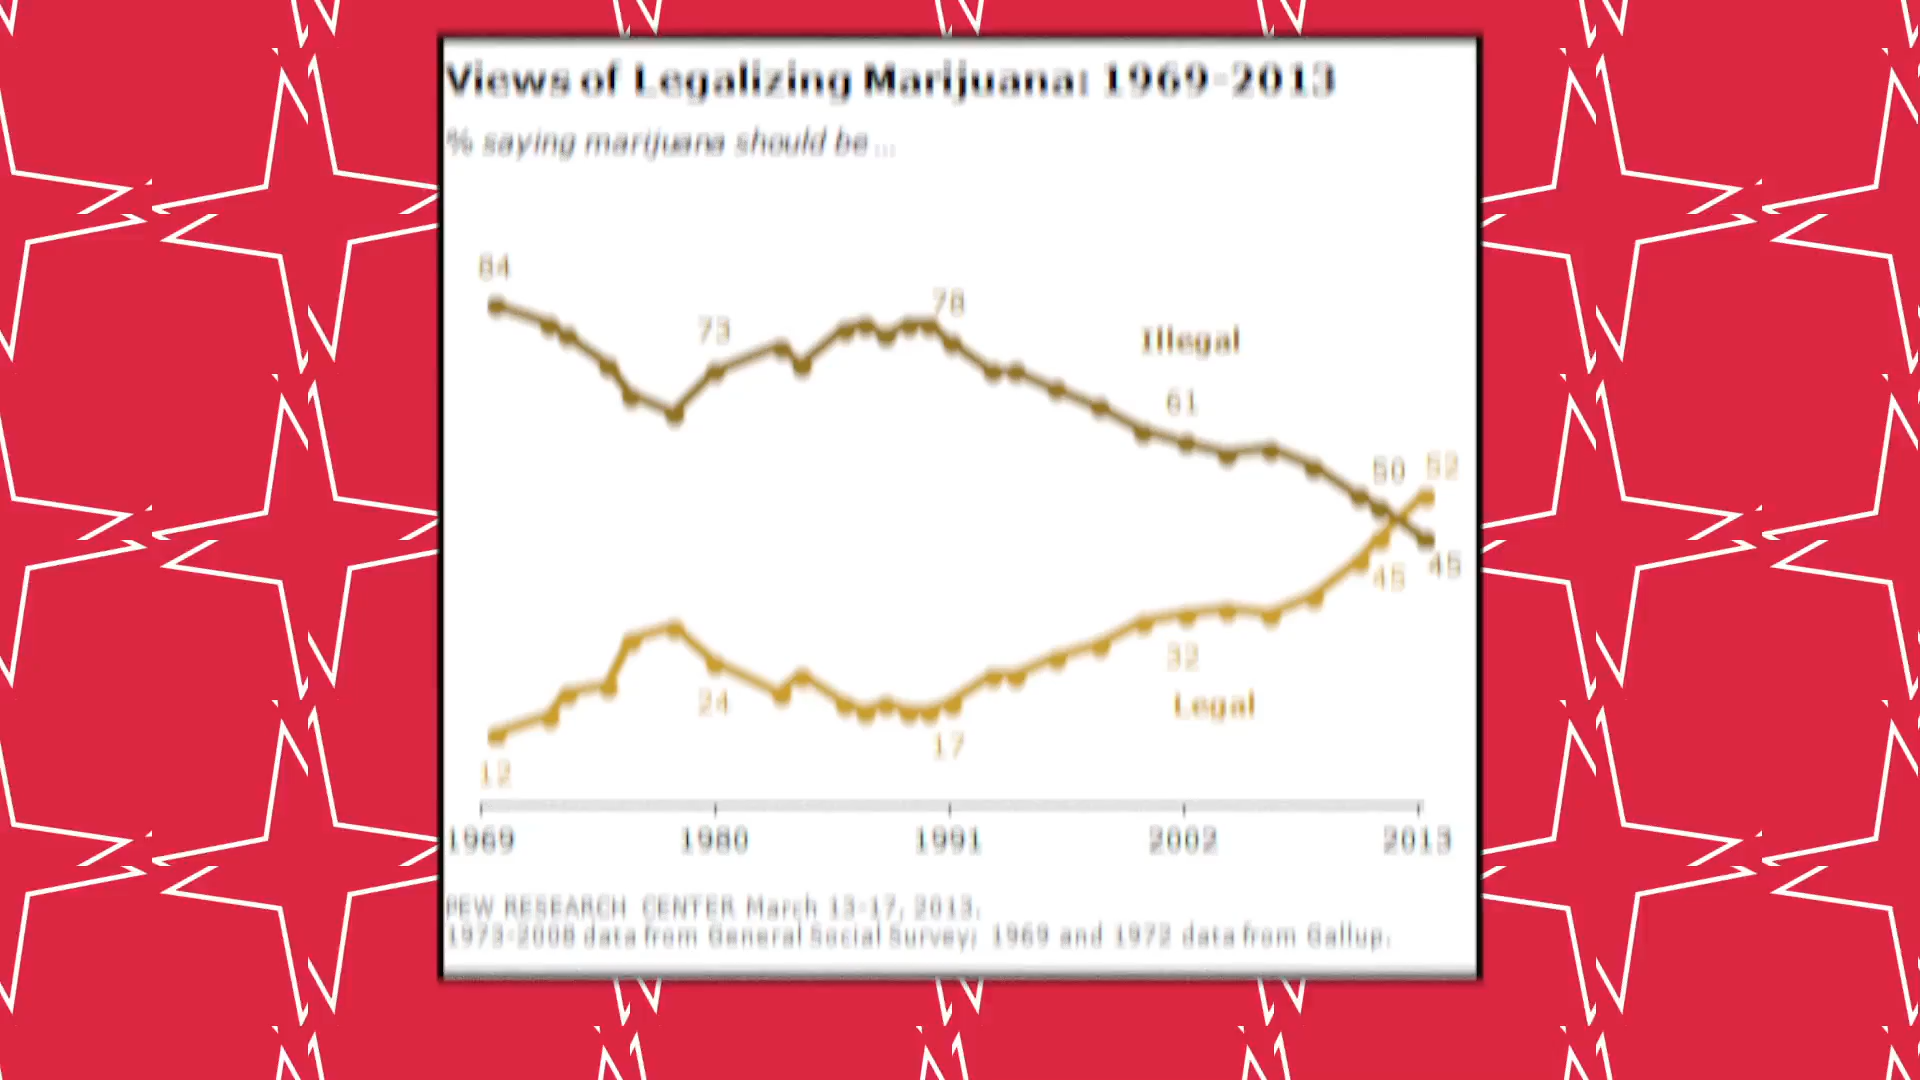 Views of Legalizing Marijuana: 1969-2013
% saying marijuana should be...
84
78
73
Illegal
61
50 52
45 45
32
24
Legal
17
12
1969 1980 1991 2002 2013
PEW RESEARCH CENTER March 13-17, 2013.
1973-2008 data from General Social Survey; 1969 and 1972 data from Gallup.